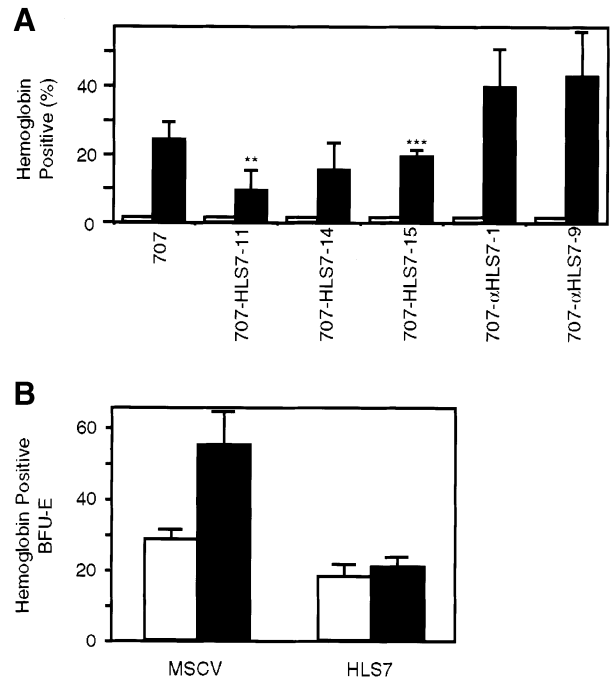 A
Hemoglobin
Positive (%)
40
20
0
**
***
707
707-HLS7-11
707-HLS7-14
707-HLS7-15
707-αHLS7-1
707-αHLS7-9
B
Hemoglobin Positive
BFU-E
60
40
20
0
MSCV
HLS7